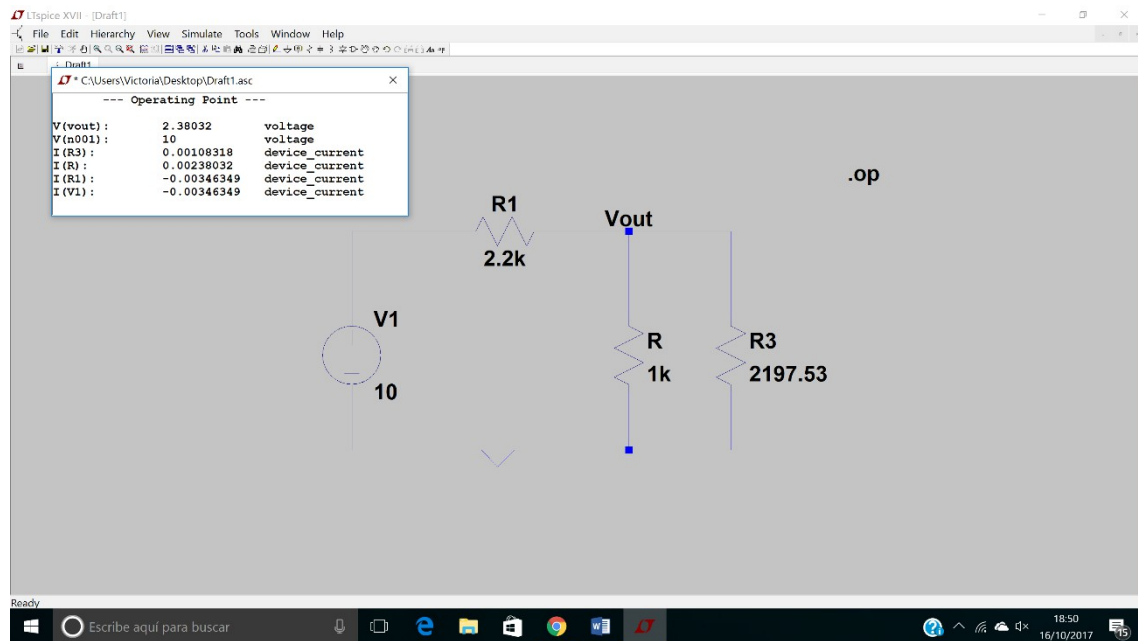 LTspice XVII - [Draft1]
File Edit Hierarchy View Simulate Tools Window Help
Draft1
* C:\Users\Victoria\Desktop\Draft1.asc
--- Operating Point ---
V(vout): 2.38032 voltage
V(n001): 10 voltage
I(R3): 0.00108318 device_current
I(R): 0.00238032 device_current
I(R1): -0.00346349 device_current
I(V1): -0.00346349 device_current
.op
R1
Vout
2.2k
V1
R
R3
1k
2197.53
10
Ready
Escribe aquí para buscar
18:50
16/10/2017
15